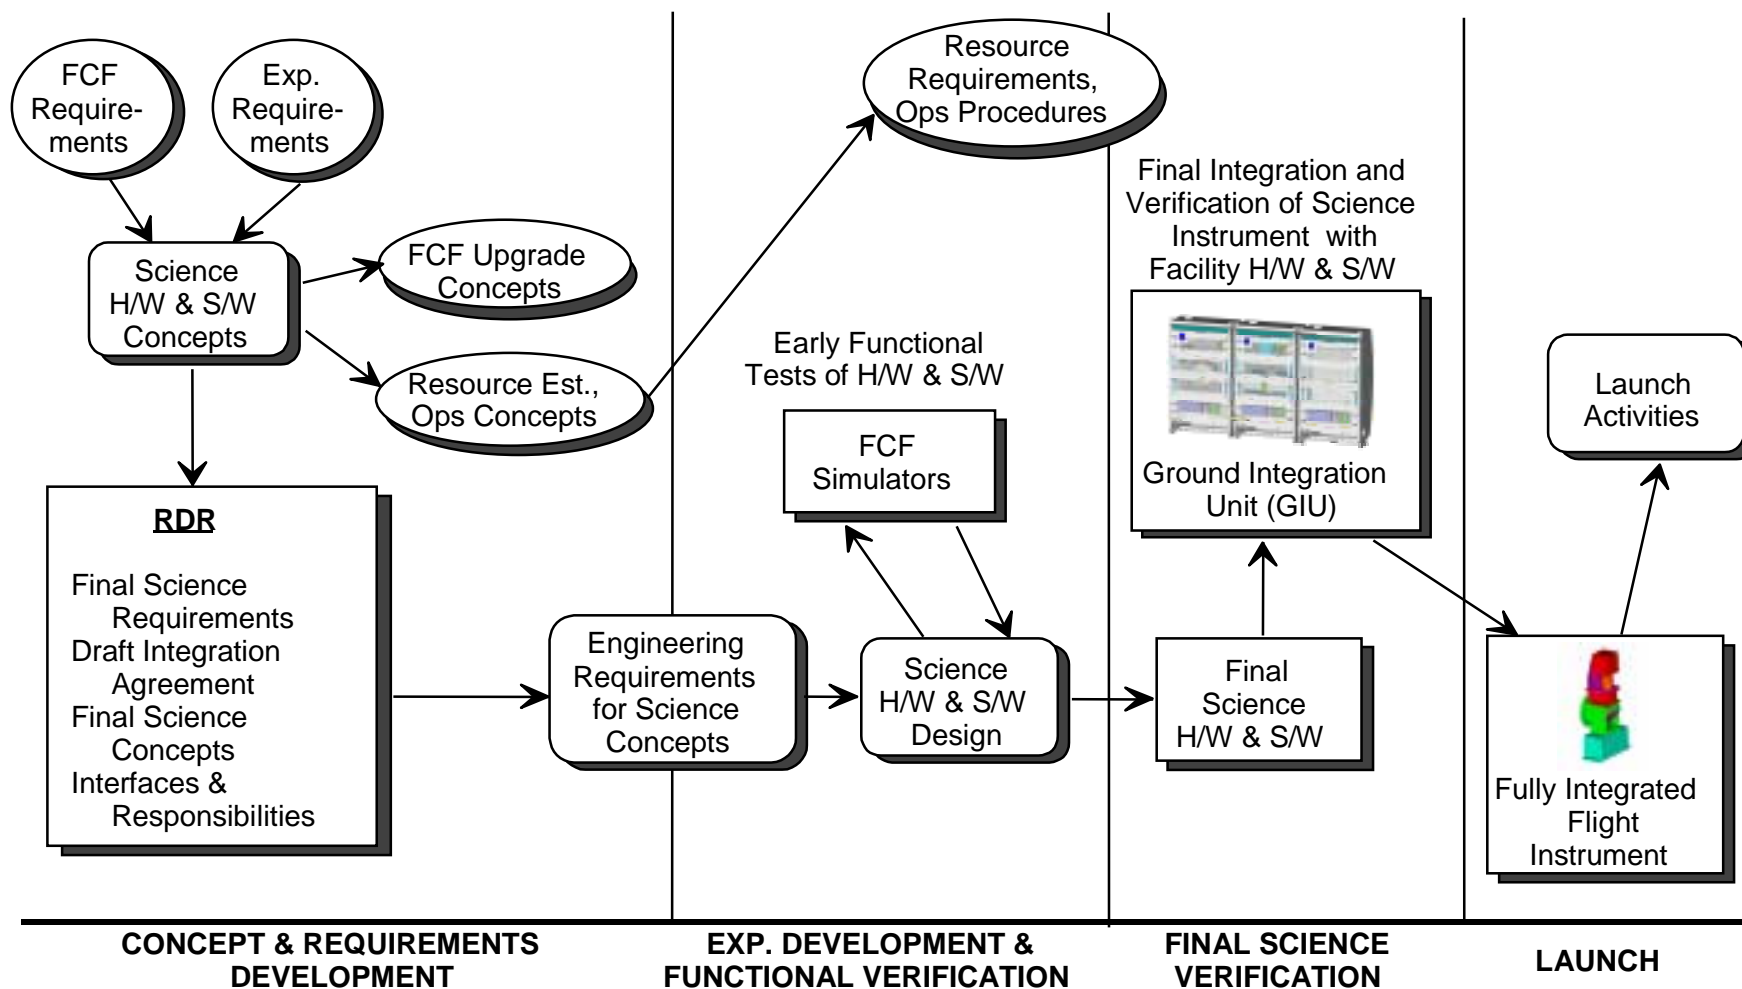 FCF
Require-
ments
Exp.
Require-
ments
Science
H/W & S/W
Concepts
FCF Upgrade
Concepts
Resource Est.,
Ops Concepts
RDR
Final Science
Requirements
Draft Integration
Agreement
Final Science
Concepts
Interfaces &
Responsibilities
Engineering
Requirements
for Science
Concepts
Resource
Requirements,
Ops Procedures
Early Functional
Tests of H/W & S/W
FCF
Simulators
Science
H/W & S/W
Design
Final Integration and
Verification of Science
Instrument with
Facility H/W & S/W
Ground Integration
Unit (GIU)
Final
Science
H/W & S/W
Launch
Activities
Fully Integrated
Flight
Instrument
CONCEPT & REQUIREMENTS
DEVELOPMENT
EXP. DEVELOPMENT &
FUNCTIONAL VERIFICATION
FINAL SCIENCE
VERIFICATION
LAUNCH